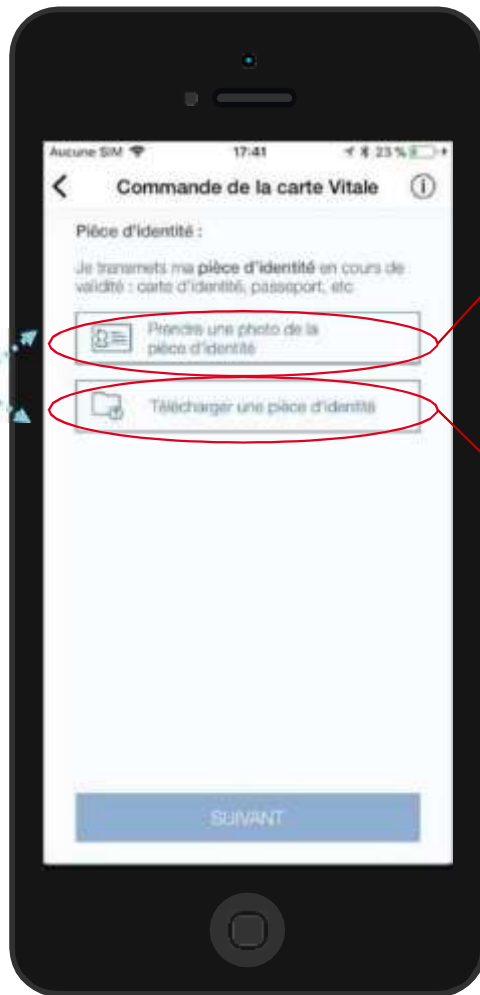 Aucune SIM 17:41 23 %
Commande de la carte Vitale
Pièce d'identité :
Je transmets ma pièce d'identité en cours de
validité : carte d'identité, passeport, etc
Prendre une photo de la
pièce d'identité
Télécharger une pièce d'identité
SUIVANT